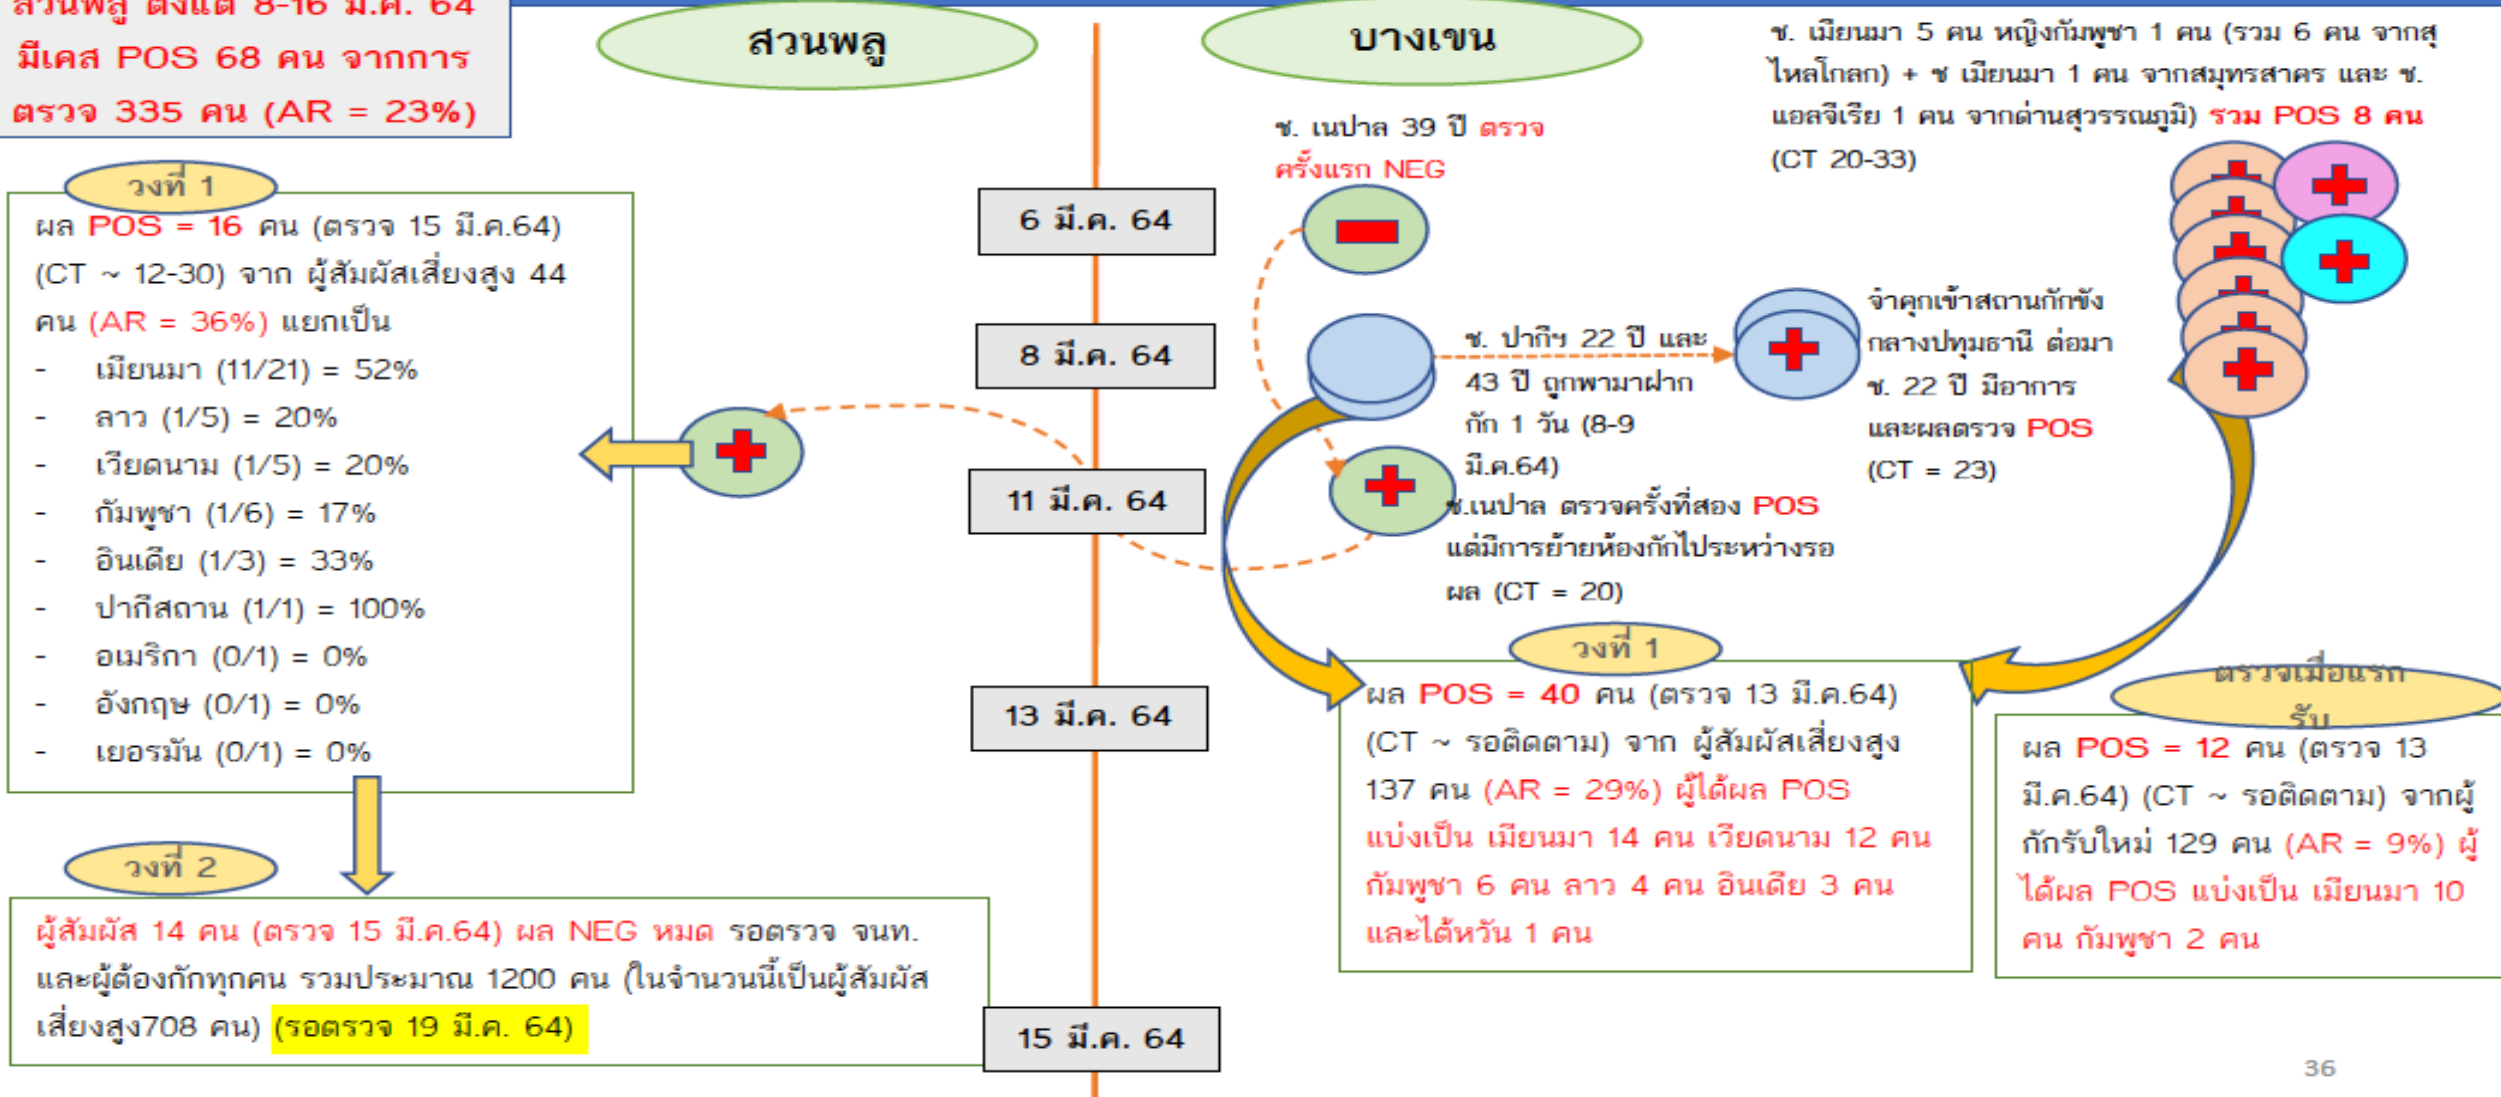 สวนพลู ตั้งแต่ 8-16 มี.ค. 64
มีเคส POS 68 คน จากการ
ตรวจ 335 คน (AR = 23%)
สวนพลู
บางเขน
ช. เมียนมา 5 คน หญิงกัมพูชา 1 คน (รวม 6 คน จากสุ
ไหลโกลก) + ช เมียนมา 1 คน จากสมุทรสาคร และ ช.
แอลจีเรีย 1 คน จากด่านสุวรรณภูมิ) รวม POS 8 คน
(CT 20-33)
ช. เนปาล 39 ปี ตรวจ
ครั้งแรก NEG
วงที่ 1
ผล POS = 16 คน (ตรวจ 15 มี.ค.64)
(CT ~ 12-30) จาก ผู้สัมผัสเสี่ยงสูง 44
คน (AR = 36%) แยกเป็น
- เมียนมา (11/21) = 52%
- ลาว (1/5) = 20%
- เวียดนาม (1/5) = 20%
- กัมพูชา (1/6) = 17%
- อินเดีย (1/3) = 33%
- ปากีสถาน (1/1) = 100%
- อเมริกา (0/1) = 0%
- อังกฤษ (0/1) = 0%
- เยอรมัน (0/1) = 0%
วงที่ 2
ผู้สัมผัส 14 คน (ตรวจ 15 มี.ค.64) ผล NEG หมด รอตรวจ จนท.
และผู้ต้องกักทุกคน รวมประมาณ 1200 คน (ในจำนวนนี้เป็นผู้สัมผัส
เสี่ยงสูง708 คน) (รอตรวจ 19 มี.ค. 64)
6 มี.ค. 64
8 มี.ค. 64
11 มี.ค. 64
13 มี.ค. 64
15 มี.ค. 64
ช. ปากีฯ 22 ปี และ
43 ปี ถูกพามาฝาก
กัก 1 วัน (8-9
มี.ค.64)
จำคุกเข้าสถานกักขัง
กลางปทุมธานี ต่อมา
ช. 22 ปี มีอาการ
และผลตรวจ POS
(CT = 23)
ช.เนปาล ตรวจครั้งที่สอง POS
แต่มีการย้ายห้องกักไประหว่างรอ
ผล (CT = 20)
วงที่ 1
ผล POS = 40 คน (ตรวจ 13 มี.ค.64)
(CT ~ รอติดตาม) จาก ผู้สัมผัสเสี่ยงสูง
137 คน (AR = 29%) ผู้ได้ผล POS
แบ่งเป็น เมียนมา 14 คน เวียดนาม 12 คน
กัมพูชา 6 คน ลาว 4 คน อินเดีย 3 คน
และไต้หวัน 1 คน
ตรวจเมื่อแรก
รับ
ผล POS = 12 คน (ตรวจ 13
มี.ค.64) (CT ~ รอติดตาม) จากผู้
กักรับใหม่ 129 คน (AR = 9%) ผู้
ได้ผล POS แบ่งเป็น เมียนมา 10
คน กัมพูชา 2 คน
36